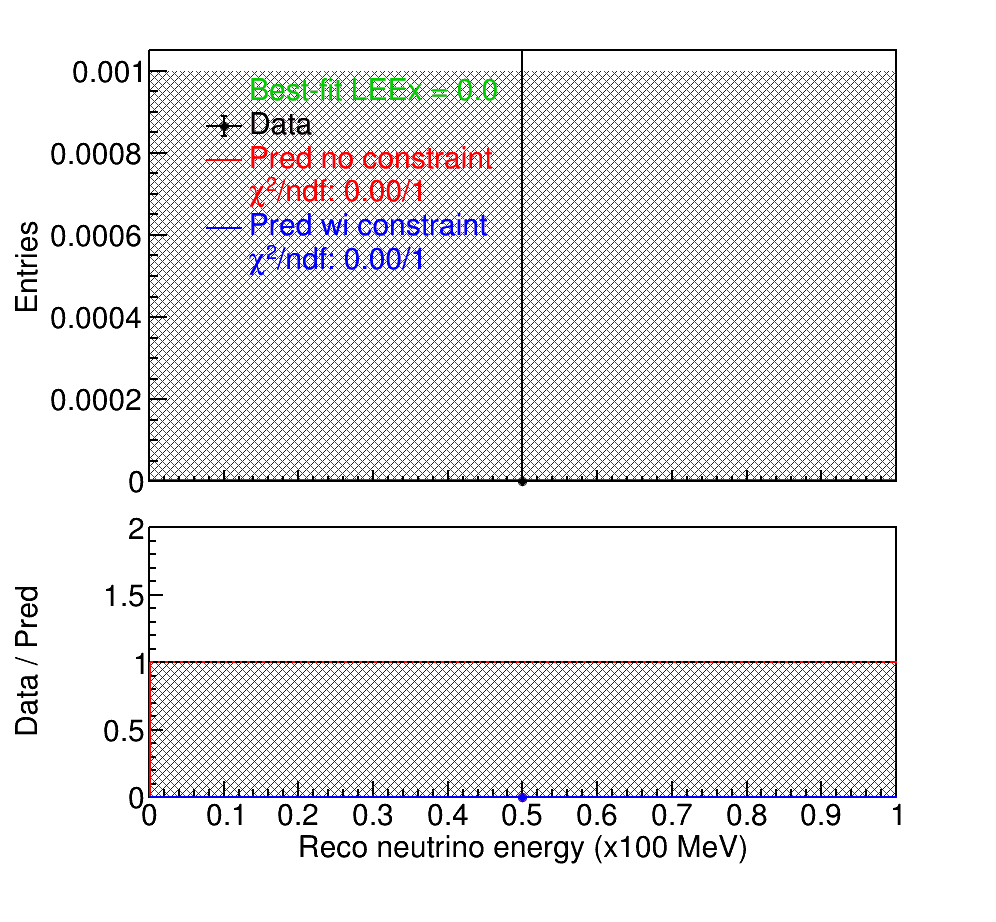 0.001
0.0008
0.0006
0.0004
0.0002
0
Entries
Best-fit LEEx = 0.0
Data
Pred no constraint
χ²/ndf: 0.00/1
Pred wi constraint
χ²/ndf: 0.00/1
2
1.5
1
0.5
0
Data / Pred
0 0.1 0.2 0.3 0.4 0.5 0.6 0.7 0.8 0.9 1
Reco neutrino energy (x100 MeV)